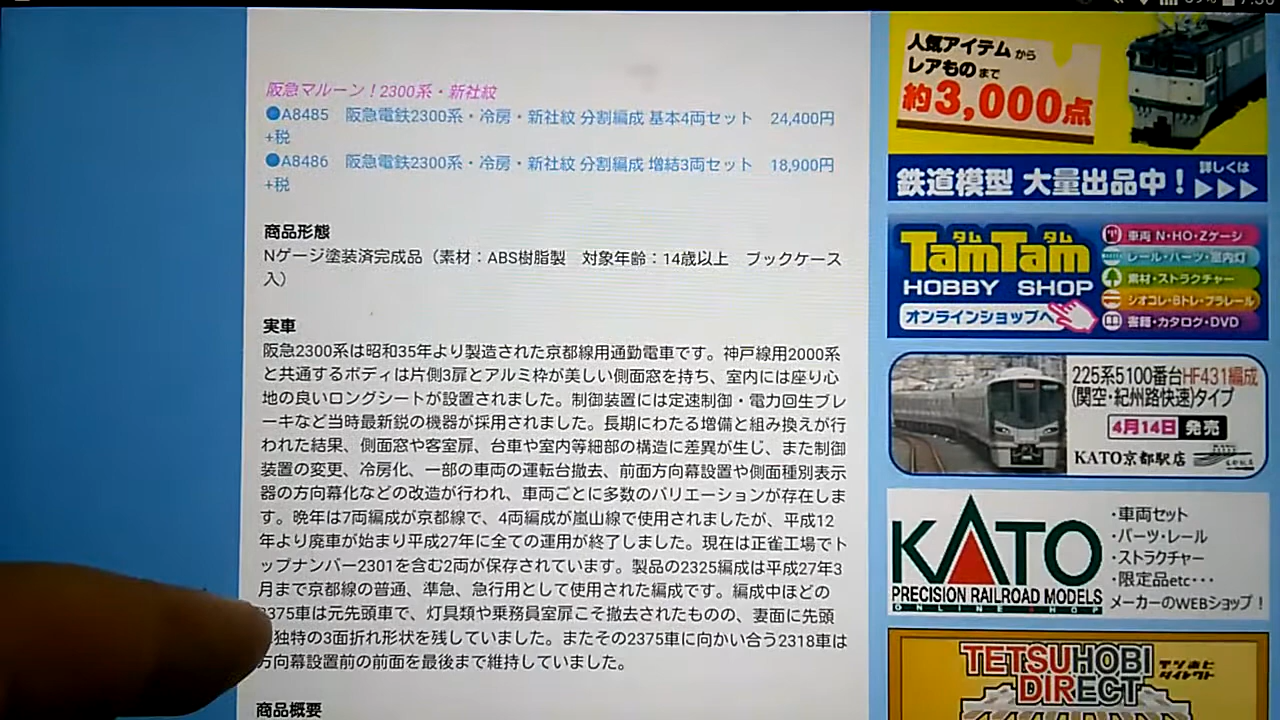 阪急マルーン！2300系・新社紋
●A8485 阪急電鉄2300系・冷房・新社紋 分割編成 基本4両セット 24,400円
+税
●A8486 阪急電鉄2300系・冷房・新社紋 分割編成 増結3両セット 18,900円
+税
商品形態
Nゲージ塗装済完成品（素材：ABS樹脂製 対象年齢：14歳以上 ブックケース
入）
実車
阪急2300系は昭和35年より製造された京都線用通勤電車です。神戸線用2000系
と共通するボディは片側3扉とアルミ枠が美しい側面窓を持ち、室内には座り心
地の良いロングシートが設置されました。制御装置には定速制御・電力回生ブレ
ーキなど当時最新鋭の機器が採用されました。長期にわたる増備と組み換えが行
われた結果、側面窓や客室扉、台車や室内等細部の構造に差異が生じ、また制御
装置の変更、冷房化、一部の車両の運転台撤去、前面方向幕設置や側面種別表示
器の方向幕化などの改造が行われ、車両ごとに多数のバリエーションが存在しま
す。晩年は7両編成が京都線で、4両編成が嵐山線で使用されましたが、平成12
年より廃車が始まり平成27年に全ての運用が終了しました。現在は正雀工場でト
ップナンバー2301を含む2両が保存されています。製品の2325編成は平成27年3
月まで京都線の普通、準急、急行用として使用された編成です。編成中ほどの
2375車は元先頭車で、灯具類や乗務員室扉こそ撤去されたものの、妻面に先頭
独特の3面折れ形状を残していました。またその2375車に向かい合う2318車は
方向幕設置前の前面を最後まで維持していました。
商品概要
人気アイテムから
レアものまで
約3,000点
鉄道模型 大量出品中！ 詳しくは
タム タム
TamTam
HOBBY SHOP
オンラインショップへ
車両 N・HO・Zゲージ
レール・パーツ・室内灯
素材・ストラクチャー
ジオコレ・Bトレ・プラレール
書籍・カタログ・DVD
225系5100番台HF431編成
(関空・紀州路快速)タイプ
4月14日 発売
KATO京都駅店
KATO
PRECISION RAILROAD MODELS
ONLINE SHOP
・車両セット
・パーツ・レール
・ストラクチャー
・限定品etc・・・
メーカーのWEBショップ！
TETSUHOBI
DIRECT
テツホビ
ダイレクト